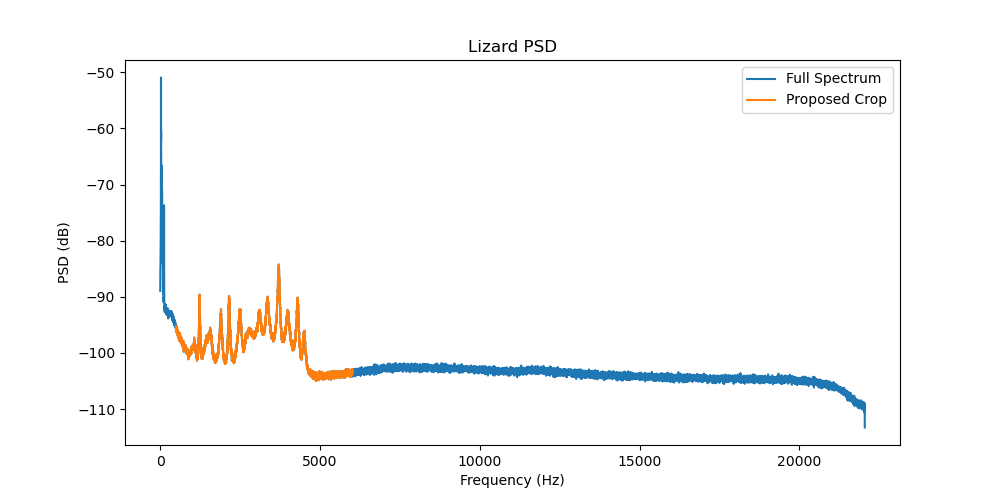 Lizard PSD
Full Spectrum
Proposed Crop
PSD (dB)
−50
−60
−70
−80
−90
−100
−110
0
5000
10000
15000
20000
Frequency (Hz)